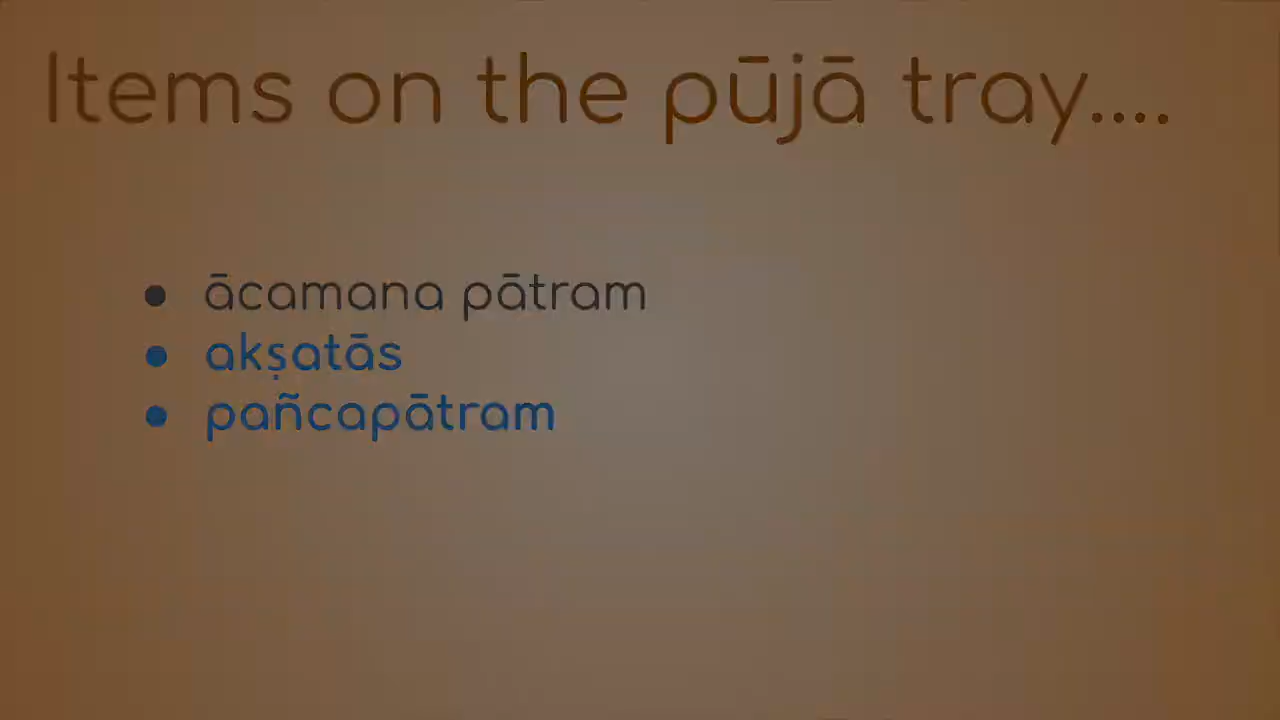 Items on the pūjā tray....
● ācamana pātram
● akṣatās
● pañcapātram